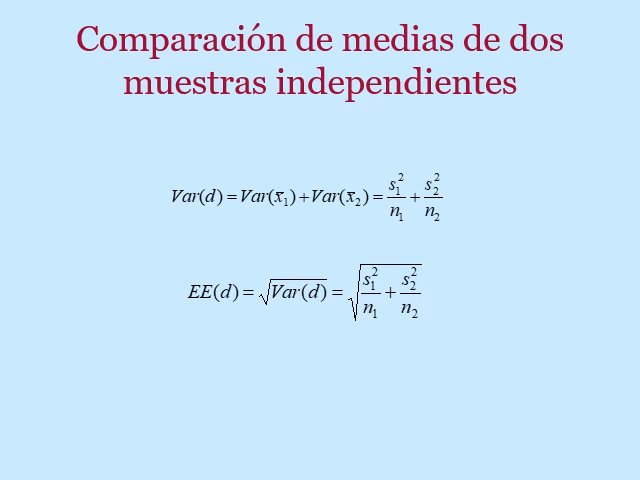 Comparación de medias de dos
muestras independientes
Var(d) = Var(x̄₁) + Var(x̄₂) = s₁²/n₁ + s₂²/n₂
EE(d) = √Var(d) = √(s₁²/n₁ + s₂²/n₂)